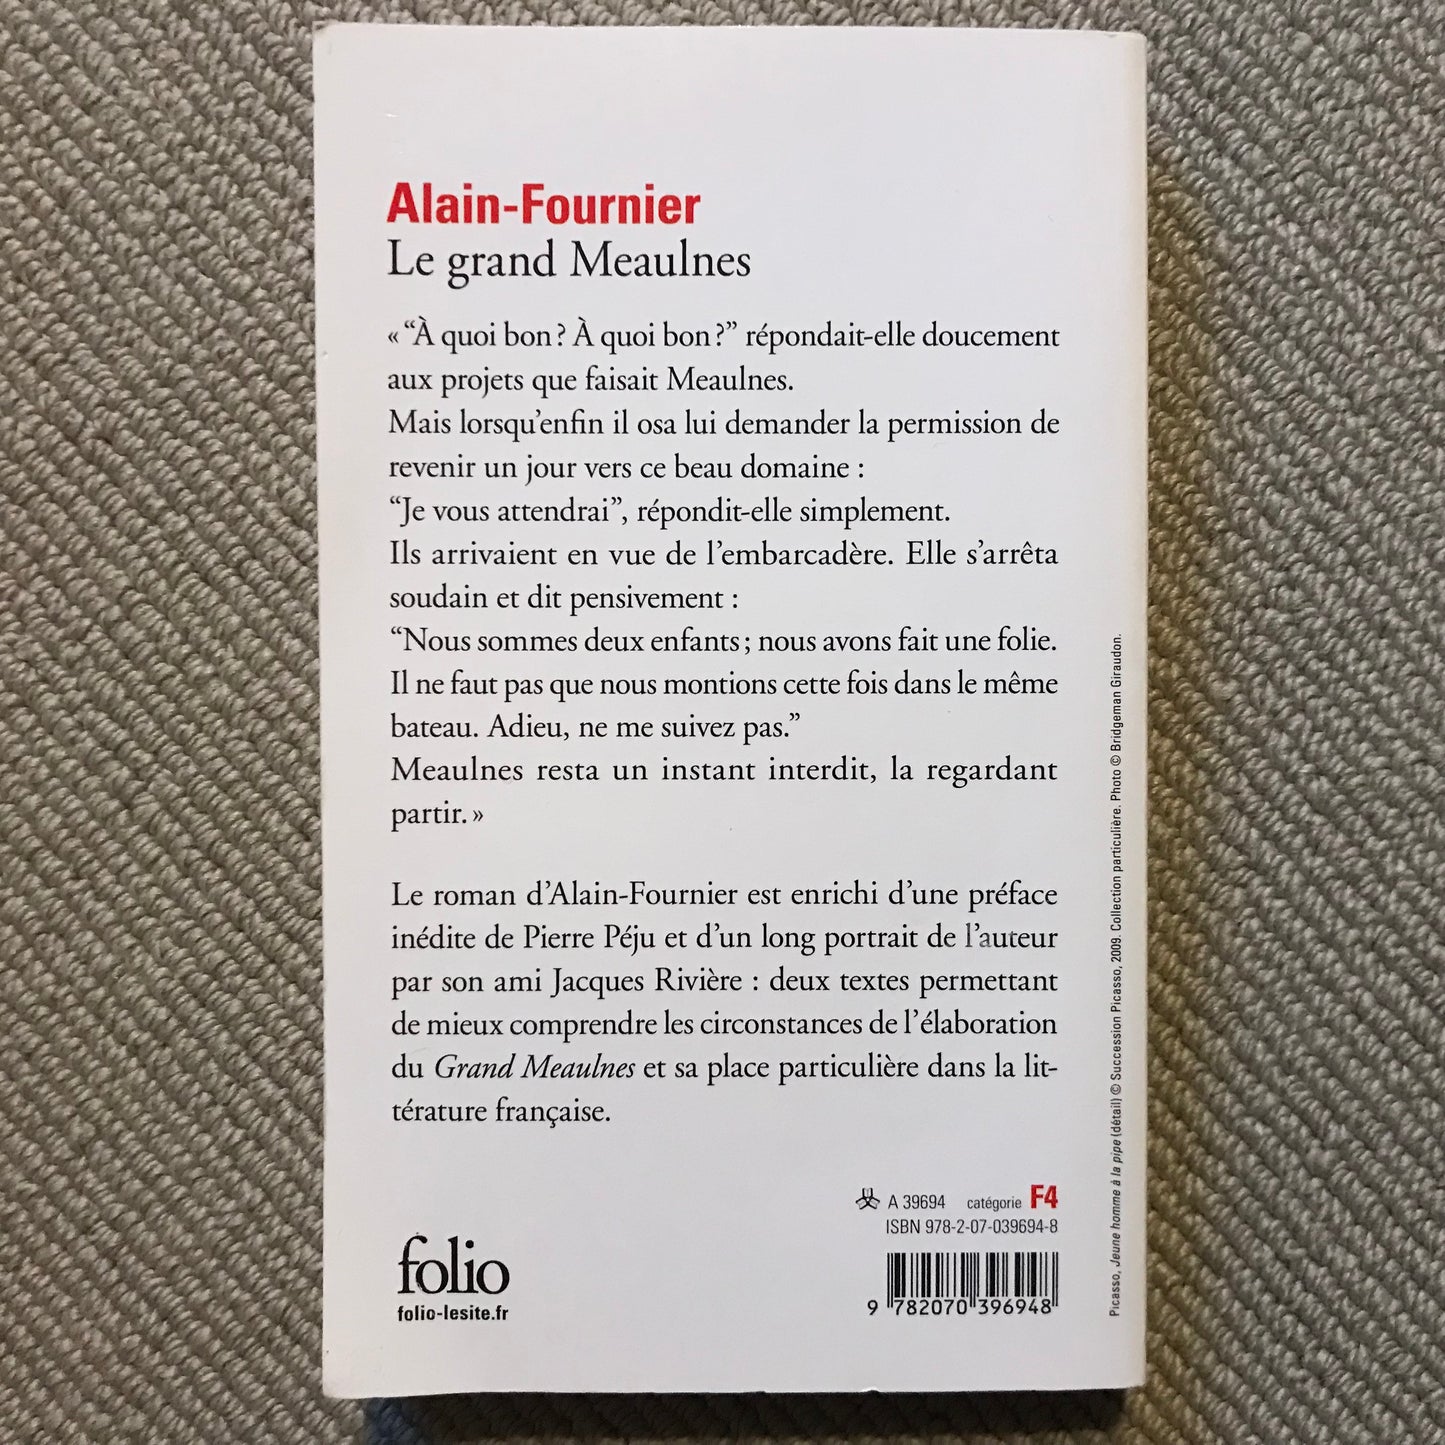 Alain-Fournier
Le grand Meaulnes
« “À quoi bon ? À quoi bon ?” répondait-elle doucement
aux projets que faisait Meaulnes.
Mais lorsqu’enfin il osa lui demander la permission de
revenir un jour vers ce beau domaine :
“Je vous attendrai”, répondit-elle simplement.
Ils arrivaient en vue de l’embarcadère. Elle s’arrêta
soudain et dit pensivement :
“Nous sommes deux enfants ; nous avons fait une folie.
Il ne faut pas que nous montions cette fois dans le même
bateau. Adieu, ne me suivez pas.”
Meaulnes resta un instant interdit, la regardant
partir. »
Le roman d’Alain-Fournier est enrichi d’une préface
inédite de Pierre Péju et d’un long portrait de l’auteur
par son ami Jacques Rivière : deux textes permettant
de mieux comprendre les circonstances de l’élaboration
du Grand Meaulnes et sa place particulière dans la lit-
térature française.
A 39694 catégorie F4
ISBN 978-2-07-039694-8
folio
folio-lesite.fr
9 782070 396948
Picasso, Jeune homme à la pipe (détail) © Succession Picasso, 2009. Collection particulière. Photo © Bridgeman Giraudon.